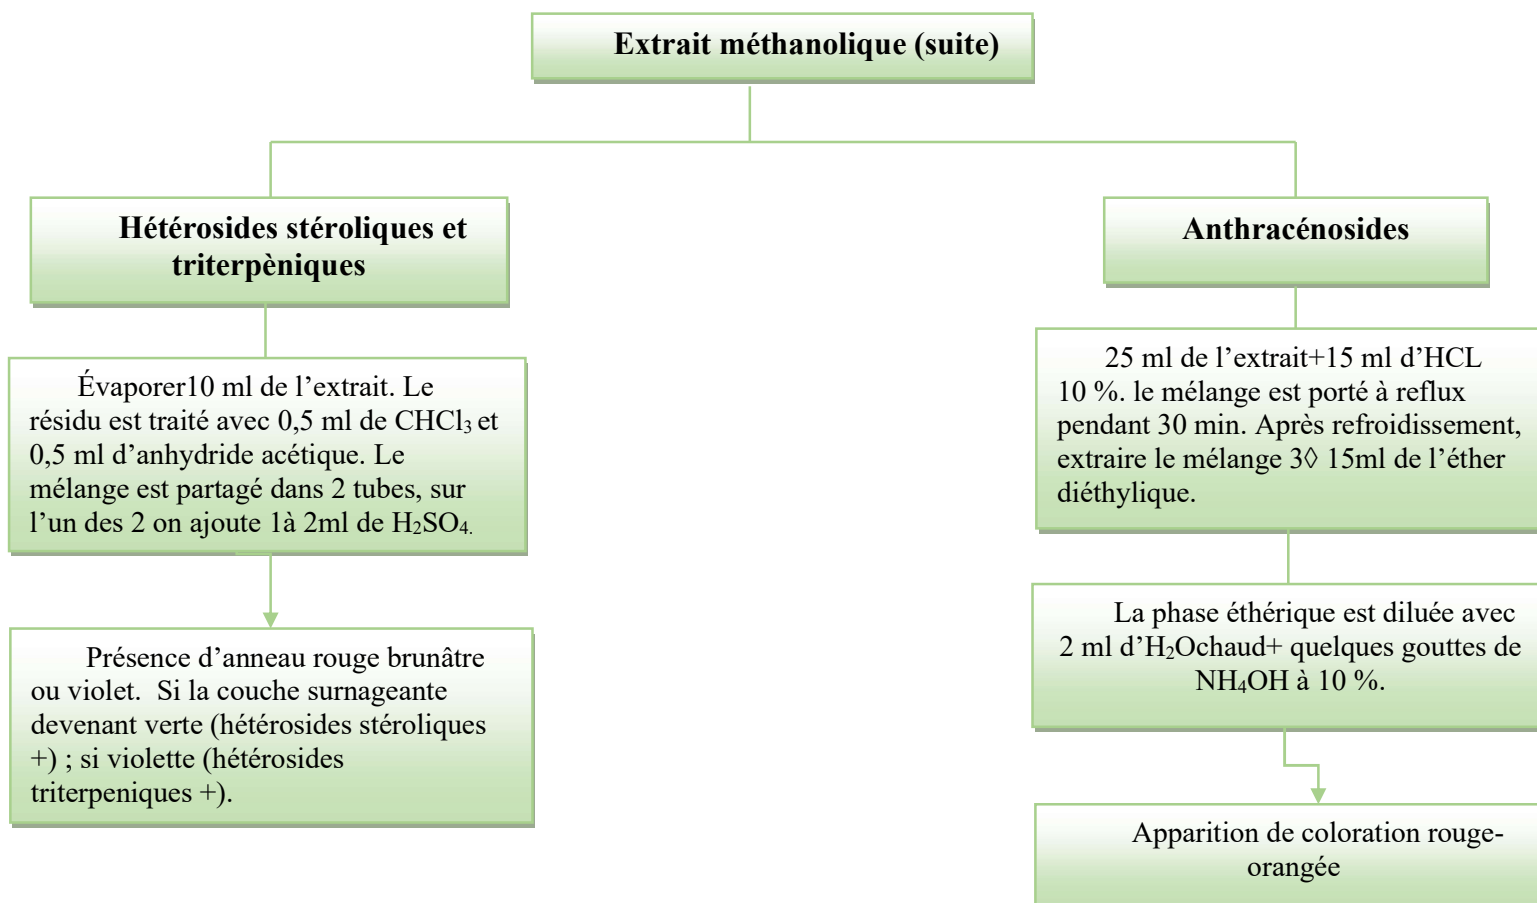 Extrait méthanolique (suite)
Hétérosides stéroliques et
triterpèniques
Évaporer10 ml de l’extrait. Le
résidu est traité avec 0,5 ml de CHCl₃ et
0,5 ml d’anhydride acétique. Le
mélange est partagé dans 2 tubes, sur
l’un des 2 on ajoute 1à 2ml de H₂SO₄.
Présence d’anneau rouge brunâtre
ou violet. Si la couche surnageante
devenant verte (hétérosides stéroliques
+) ; si violette (hétérosides
triterpeniques +).
Anthracénosides
25 ml de l’extrait+15 ml d’HCL
10 %. le mélange est porté à reflux
pendant 30 min. Après refroidissement,
extraire le mélange 3◊ 15ml de l’éther
diéthylique.
La phase éthérique est diluée avec
2 ml d’H₂Ochaud+ quelques gouttes de
NH₄OH à 10 %.
Apparition de coloration rouge-
orangée